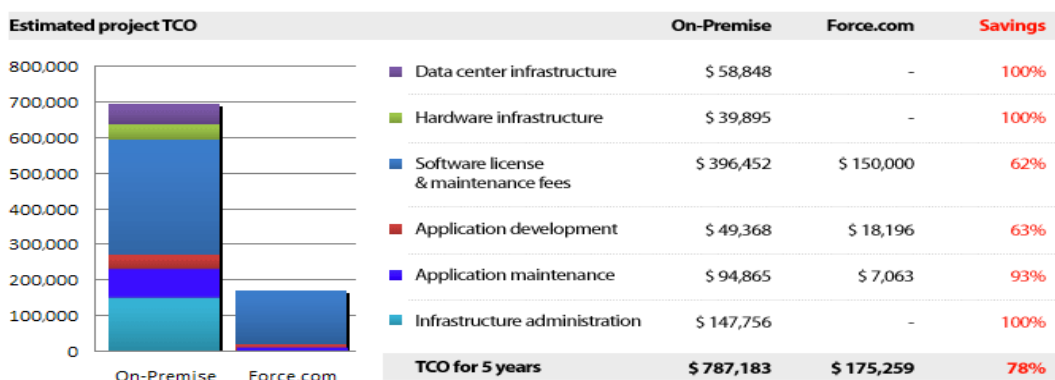 Estimated project TCO On-Premise Force.com Savings
800,000
700,000
600,000
500,000
400,000
300,000
200,000
100,000
0
On-Premise Force.com
Data center infrastructure $ 58,848 - 100%
Hardware infrastructure $ 39,895 - 100%
Software license $ 396,452 $ 150,000 62%
& maintenance fees
Application development $ 49,368 $ 18,196 63%
Application maintenance $ 94,865 $ 7,063 93%
Infrastructure administration $ 147,756 - 100%
TCO for 5 years $ 787,183 $ 175,259 78%